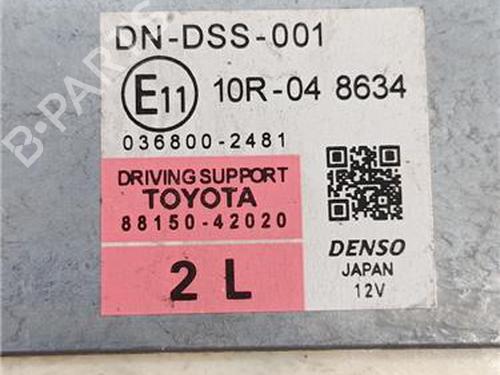 DN-DSS-001
E11 10R-04 8634
036800-2481
DRIVING SUPPORT
TOYOTA
88150-42020
2 L
DENSO
JAPAN
12V
B-PARTS